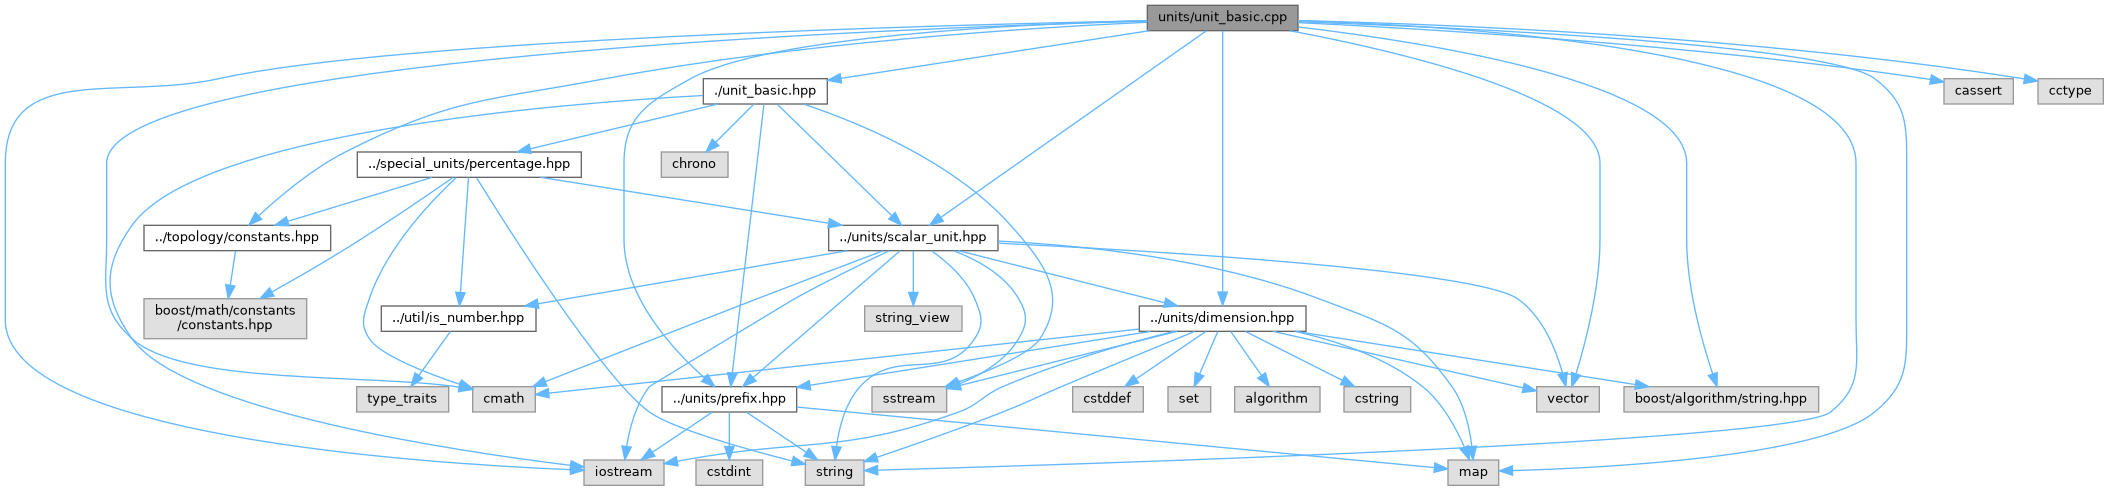 units/unit_basic.cpp
./unit_basic.hpp
cassert
cctype
../special_units/percentage.hpp
chrono
../topology/constants.hpp
../units/scalar_unit.hpp
boost/math/constants
/constants.hpp
../util/is_number.hpp
string_view
../units/dimension.hpp
type_traits
cmath
../units/prefix.hpp
sstream
cstddef
set
algorithm
cstring
vector
boost/algorithm/string.hpp
iostream
cstdint
string
map